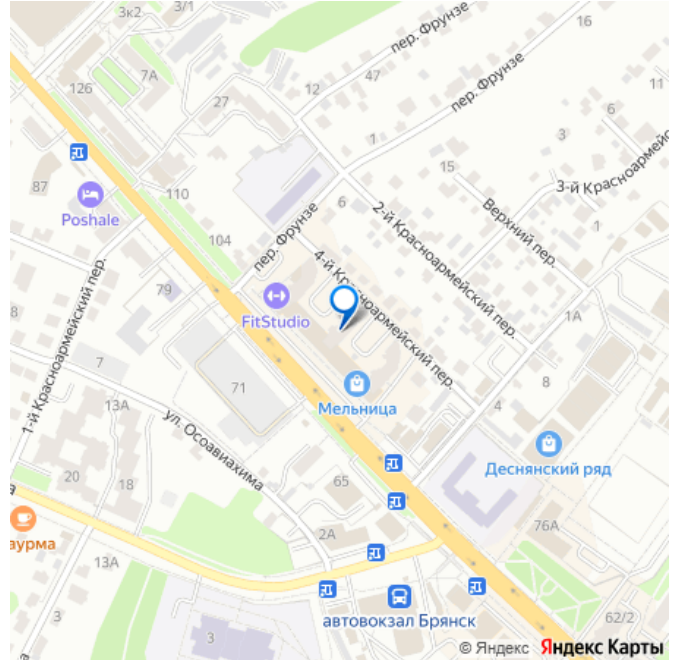 3к2
3/1
16
пер. Фрунзе
7А
47
126
12
пер. Фрунзе
11
27
6
1
3
15
3-й Красноармейс
87
110
Poshale
6
Верхний пер.
1
104
пер. Фрунзе
2-й Красноармейский пер.
4-й Красноармейский пер.
79
FitStudio
1А
1-й Красноармейский пер.
7
8
71
13А
Мельница
4
ул. Осоавиахима
Деснянский ряд
20
18
65
аурма
2А
76А
13А
3
автовокзал Брянск
62/2
3
© Яндекс Яндекс Карты